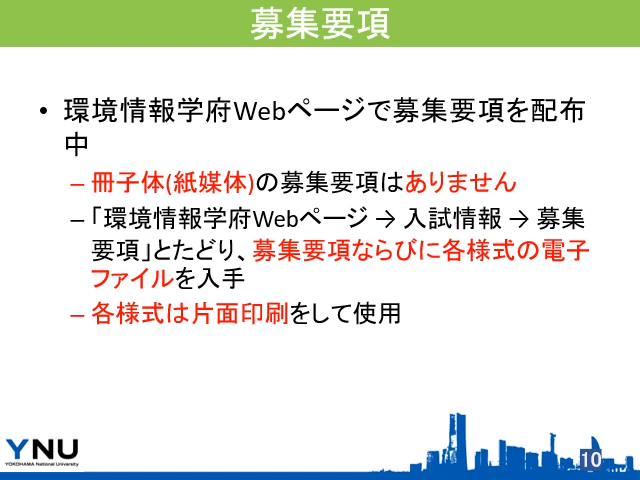 募集要項
• 環境情報学府Webページで募集要項を配布
中
– 冊子体(紙媒体)の募集要項はありません
– 「環境情報学府Webページ → 入試情報 → 募集
要項」とたどり、募集要項ならびに各様式の電子
ファイルを入手
– 各様式は片面印刷をして使用
YNU
YOKOHAMA National University
10